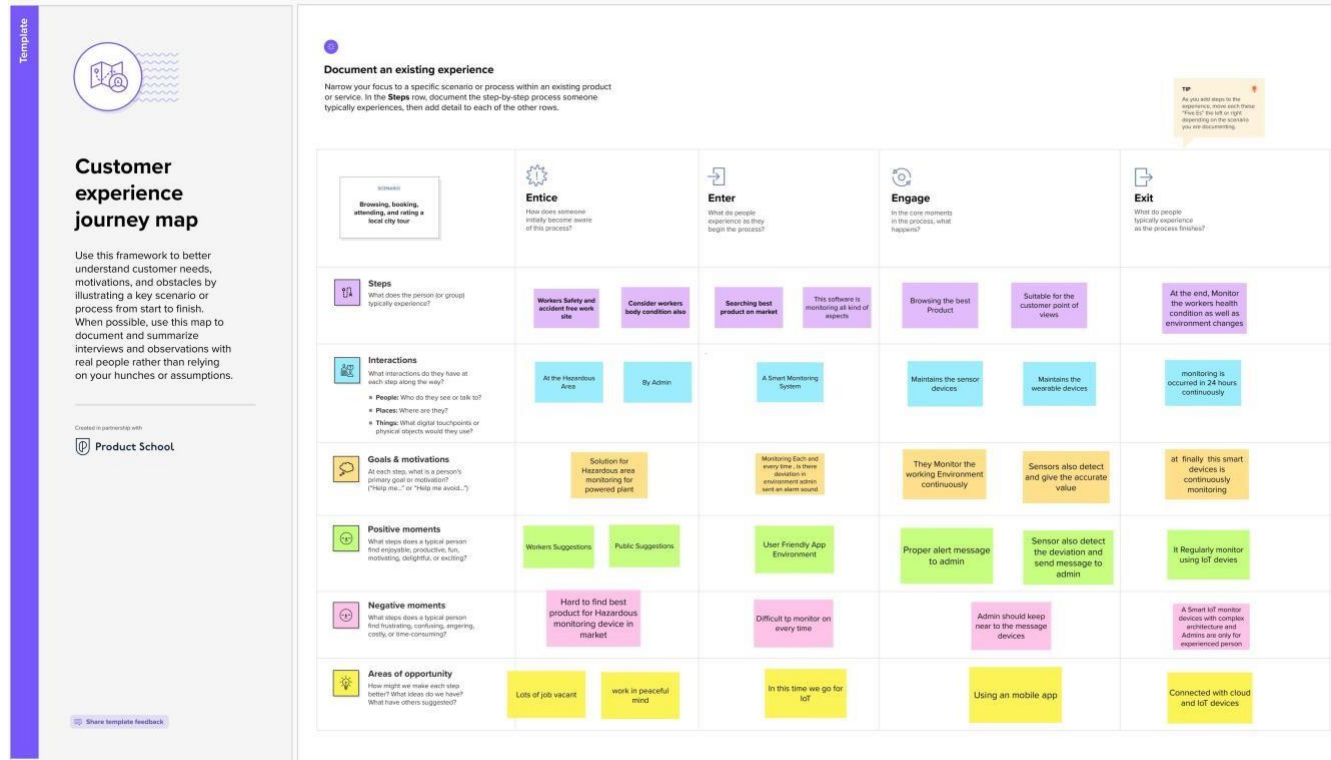 Template
Customer
experience
journey map
Use this framework to better
understand customer needs,
motivations, and obstacles by
illustrating a key scenario or
process from start to finish.
When possible, use this map to
document and summarize
interviews and observations with
real people rather than relying
on your hunches or assumptions.
Created in partnership with
Product School
Share template feedback
Document an existing experience
Narrow your focus to a specific scenario or process within an existing product
or service. In the Steps row, document the step-by-step process someone
typically experiences, then add detail to each of the other rows.
TIP
As you add steps to the
experience, move each these
"Five Es" the left or right
depending on the scenario
you are documenting.
SCENARIO
Browsing, booking,
attending, and rating a
local city tour
Entice
How does someone
initially become aware
of this process?
Enter
What do people
experience as they
begin the process?
Engage
In the core moments
in the process, what
happens?
Exit
What do people
typically experience
as the process finishes?
Steps
What does the person (or group)
typically experience?
Workers Safety and
accident free work
site
Consider workers
body condition also
Searching best
product on market
This software is
monitoring all kind of
aspects
Browsing the best
Product
Suitable for the
customer point of
views
At the end, Monitor
the workers health
condition as well as
environment changes
Interactions
What interactions do they have at
each step along the way?
People: Who do they see or talk to?
Places: Where are they?
Things: What digital touchpoints or
physical objects would they use?
At the Hazardous
Area
By Admin
A Smart Monitoring
System
Maintains the sensor
devices
Maintains the
wearable devices
monitoring is
occurred in 24 hours
continuously
Goals & motivations
At each step, what is a person's
primary goal or motivation?
("Help me..." or "Help me avoid...")
Solution for
Hazardous area
monitoring for
powered plant
Monitoring Each and
every time , is there
deviation in
environment admin
sent an alarm sound
They Monitor the
working Environment
continuously
Sensors also detect
and give the accurate
value
at finally this smart
devices is
continuously
monitoring
Positive moments
What steps does a typical person
find enjoyable, productive, fun,
motivating, delightful, or exciting?
Workers Suggestions
Public Suggestions
User Friendly App
Environment
Proper alert message
to admin
Sensor also detect
the deviation and
send message to
admin
It Regularly monitor
using IoT devies
Negative moments
What steps does a typical person
find frustrating, confusing, angering,
costly, or time-consuming?
Hard to find best
product for Hazardous
monitoring device in
market
Difficult tp monitor on
every time
Admin should keep
near to the message
devices
A Smart IoT monitor
devices with complex
architecture and
Admins are only for
experienced person
Areas of opportunity
How might we make each step
better? What ideas do we have?
What have others suggested?
Lots of job vacant
work in peaceful
mind
In this time we go for
IoT
Using an mobile app
Connected with cloud
and IoT devices